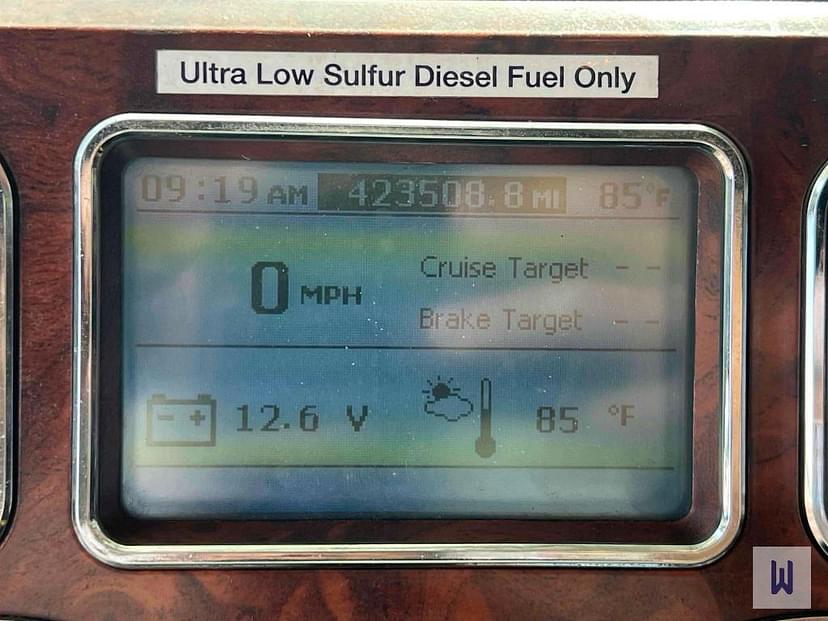 Ultra Low Sulfur Diesel Fuel Only
09:19 AM 423508.8 MI 85°F
0 MPH
Cruise Target - -
Brake Target - -
12.6 V 85 °F
W